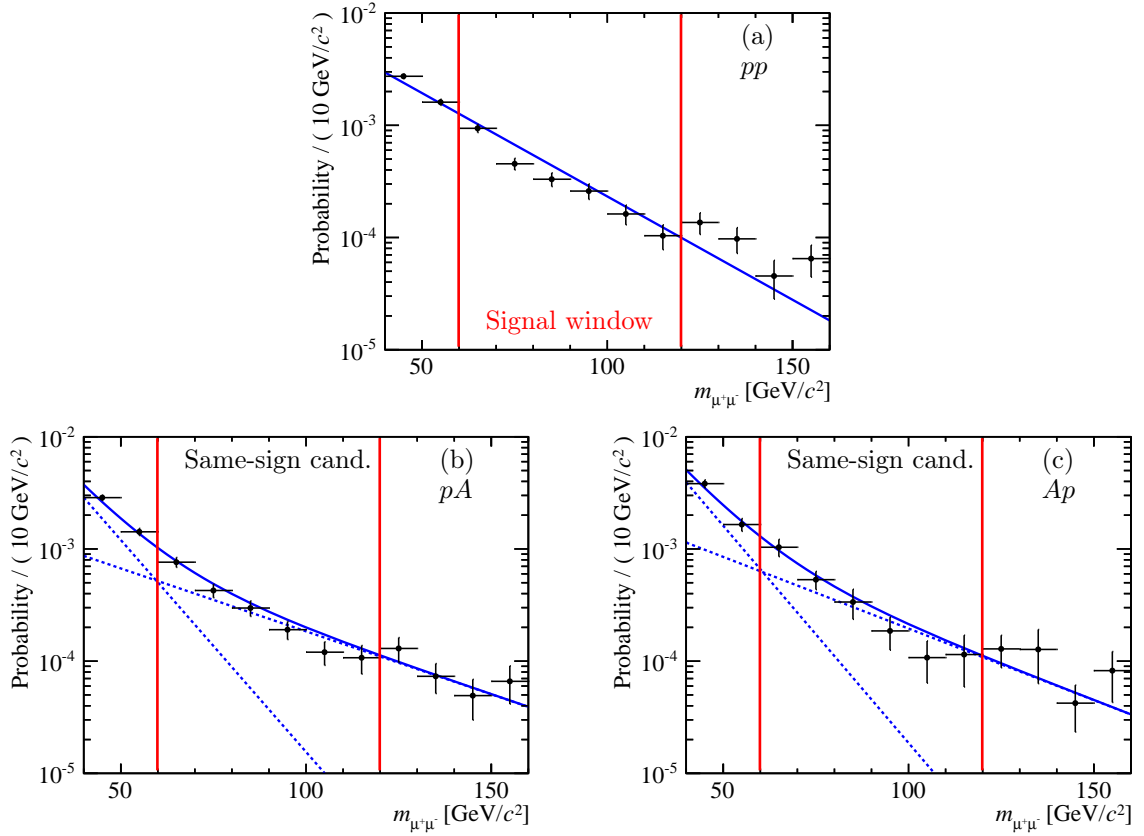 10⁻²
(a)
pp
Probability / ( 10 GeV/c² )
10⁻³
10⁻⁴
Signal window
10⁻⁵
50 100 150
m_μ⁺μ⁻ [GeV/c²]
10⁻²
Same-sign cand. (b)
pA
Probability / ( 10 GeV/c² )
10⁻³
10⁻⁴
10⁻⁵
50 100 150
m_μ⁺μ⁻ [GeV/c²]
10⁻²
Same-sign cand. (c)
Ap
Probability / ( 10 GeV/c² )
10⁻³
10⁻⁴
10⁻⁵
50 100 150
m_μ⁺μ⁻ [GeV/c²]